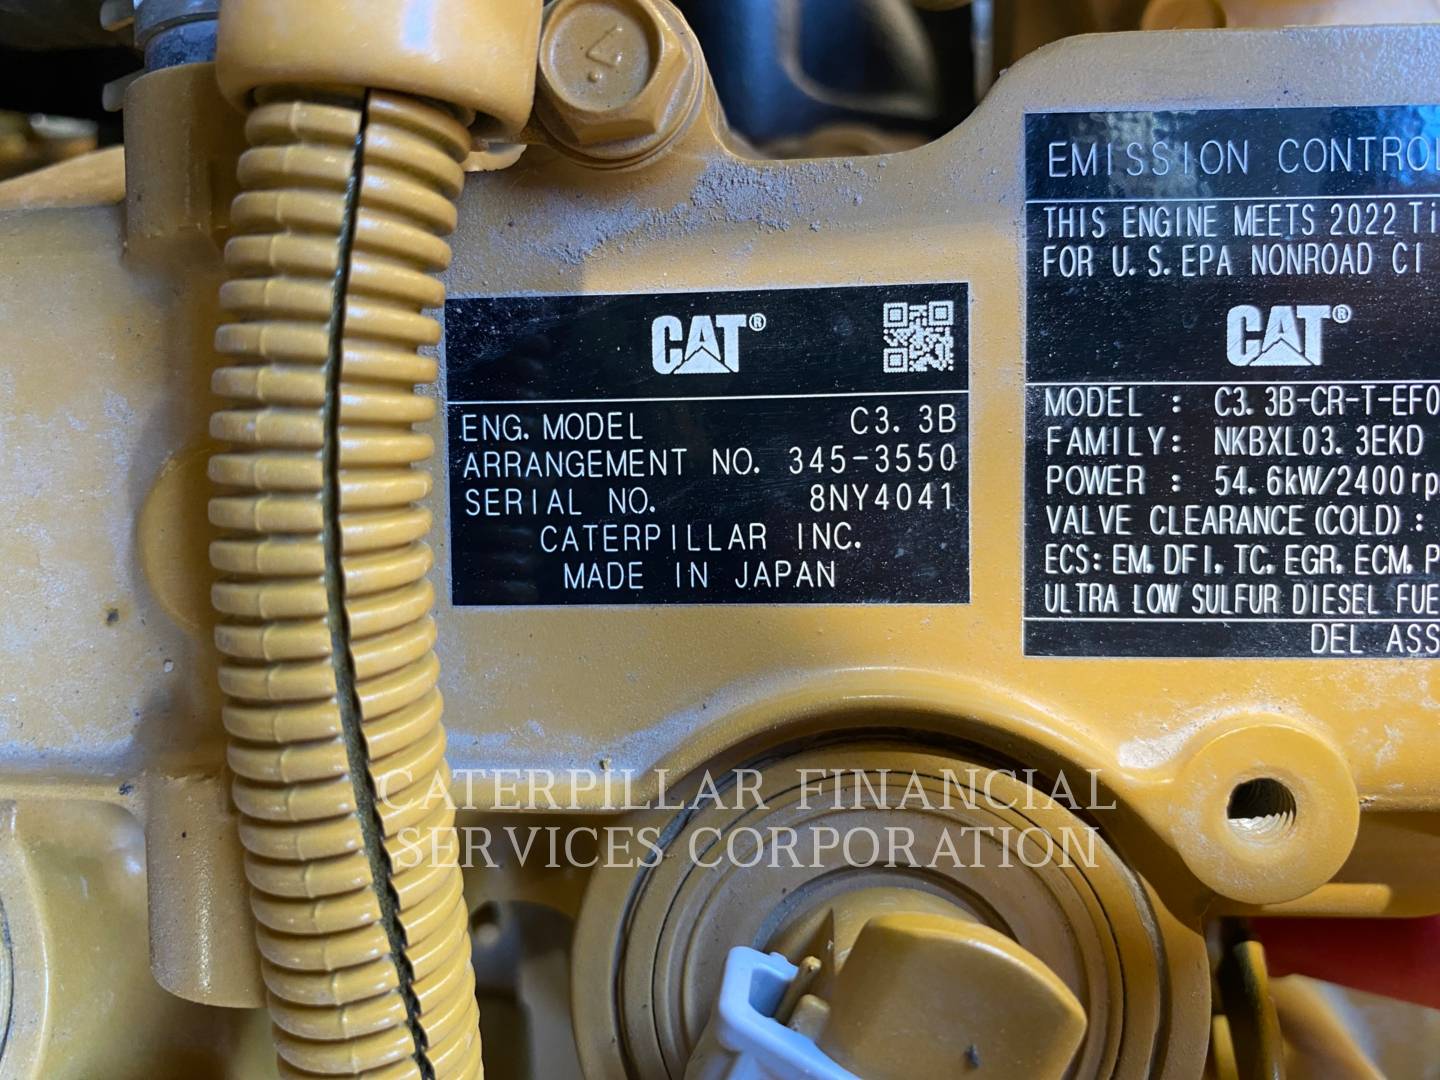 CAT®
ENG. MODEL C3.3B
ARRANGEMENT NO. 345-3550
SERIAL NO. 8NY4041
CATERPILLAR INC.
MADE IN JAPAN
EMISSION CONTROL
THIS ENGINE MEETS 2022
FOR U.S. EPA NONROAD CI
CAT®
MODEL : C3.3B-CR-T-EF0
FAMILY: NKBXL03.3EKD
POWER : 54.6kW/2400rp
VALVE CLEARANCE (COLD) :
ECS: EM, DFI, TC, EGR, ECM, P
ULTRA LOW SULFUR DIESEL FUE
DEL ASS
CATERPILLAR FINANCIAL
SERVICES CORPORATION